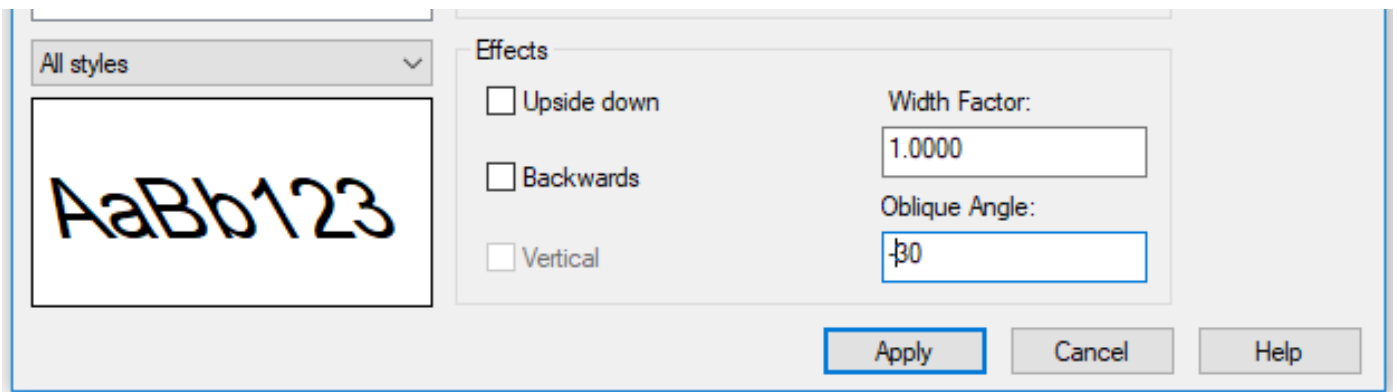 All styles
AaBb123
Effects
Upside down
Backwards
Vertical
Width Factor:
1.0000
Oblique Angle:
-30
Apply
Cancel
Help